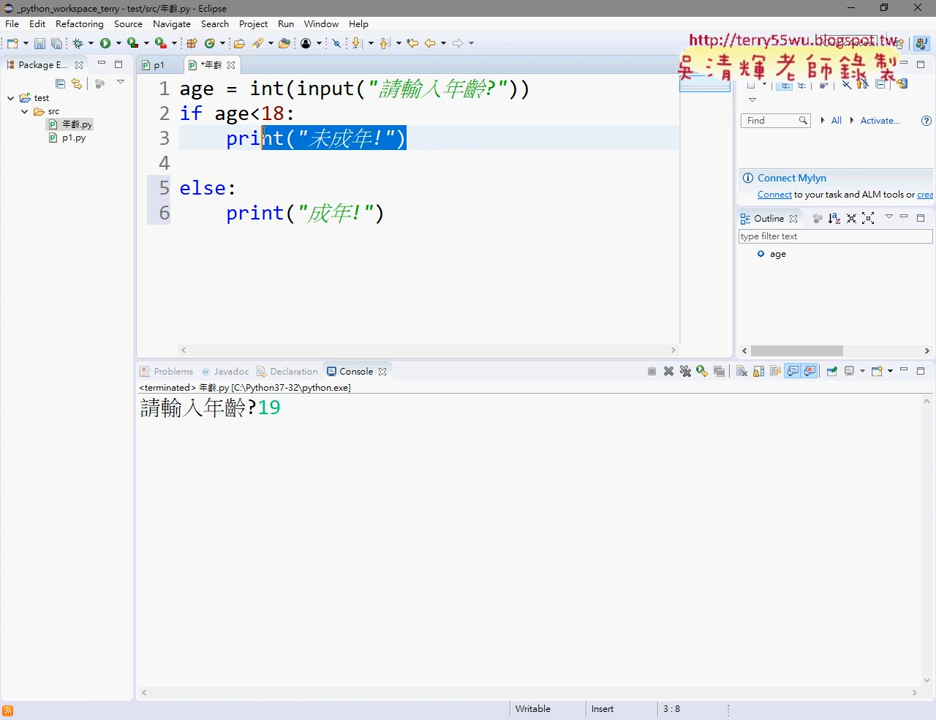 _python_workspace_terry - test/src/年齡.py - Eclipse
File Edit Refactoring Source Navigate Search Project Run Window Help
http://terry55wu.blogspot.tw
吳清輝老師錄製
Package E...
p1
*年齡
test
src
年齡.py
p1.py
1 age = int(input("請輸入年齡?"))
2 if age<18:
3 print("未成年!")
4
5 else:
6 print("成年!")
Find
All
Activate...
Connect Mylyn
Connect to your task and ALM tools or crea
Outline
type filter text
age
Problems Javadoc Declaration Console
<terminated> 年齡.py [C:\Python37-32\python.exe]
請輸入年齡?19
Writable Insert 3 : 8